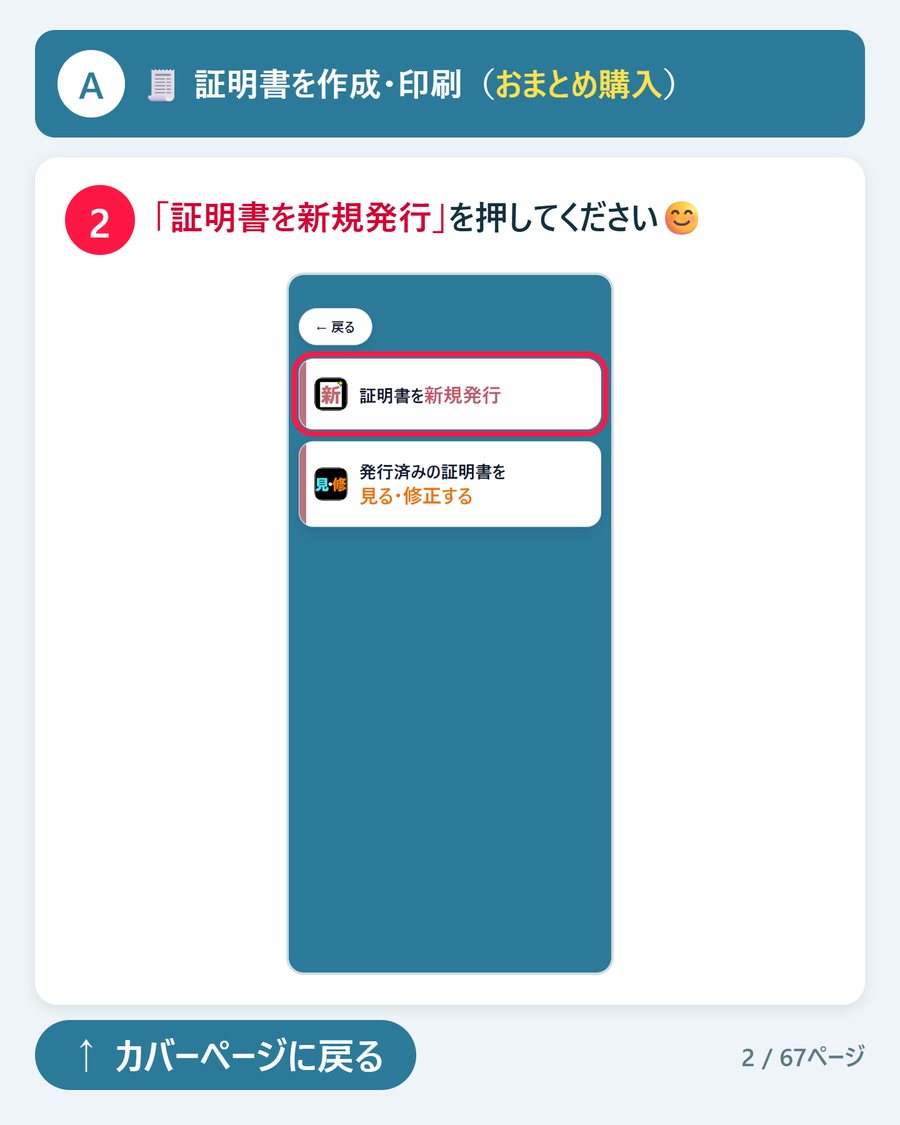 A 証明書を作成・印刷（おまとめ購入）
2 「証明書を新規発行」を押してください
← 戻る
新 証明書を新規発行
発行済みの証明書を
見・修 見る・修正する
↑ カバーページに戻る
2 / 67ページ